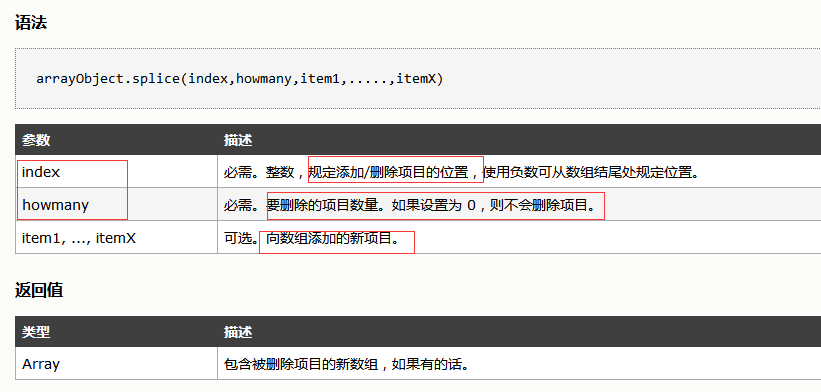 语法
arrayObject.splice(index,howmany,item1,.....,itemX)
参数 描述
index 必需。整数，规定添加/删除项目的位置，使用负数可从数组结尾处规定位置。
howmany 必需。要删除的项目数量。如果设置为 0，则不会删除项目。
item1, ..., itemX 可选。向数组添加的新项目。
返回值
类型 描述
Array 包含被删除项目的新数组，如果有的话。